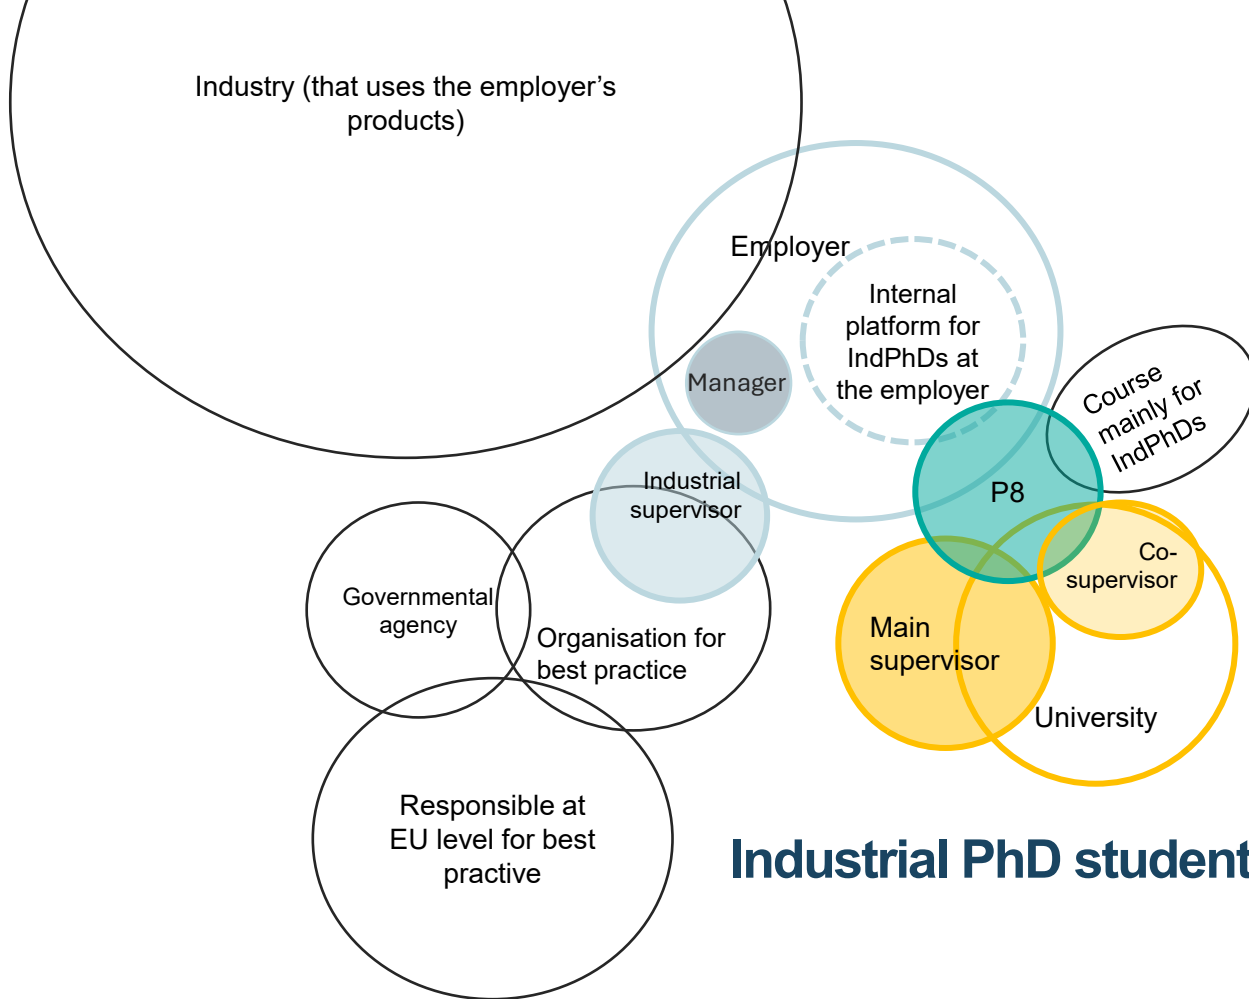 Industry (that uses the employer's
products)
Employer
Internal
platform for
IndPhDs at
the employer
Manager
Course
mainly for
IndPhDs
Industrial
supervisor
P8
Co-
supervisor
Governmental
agency
Organisation for
best practice
Main
supervisor
University
Responsible at
EU level for best
practive
Industrial PhD student